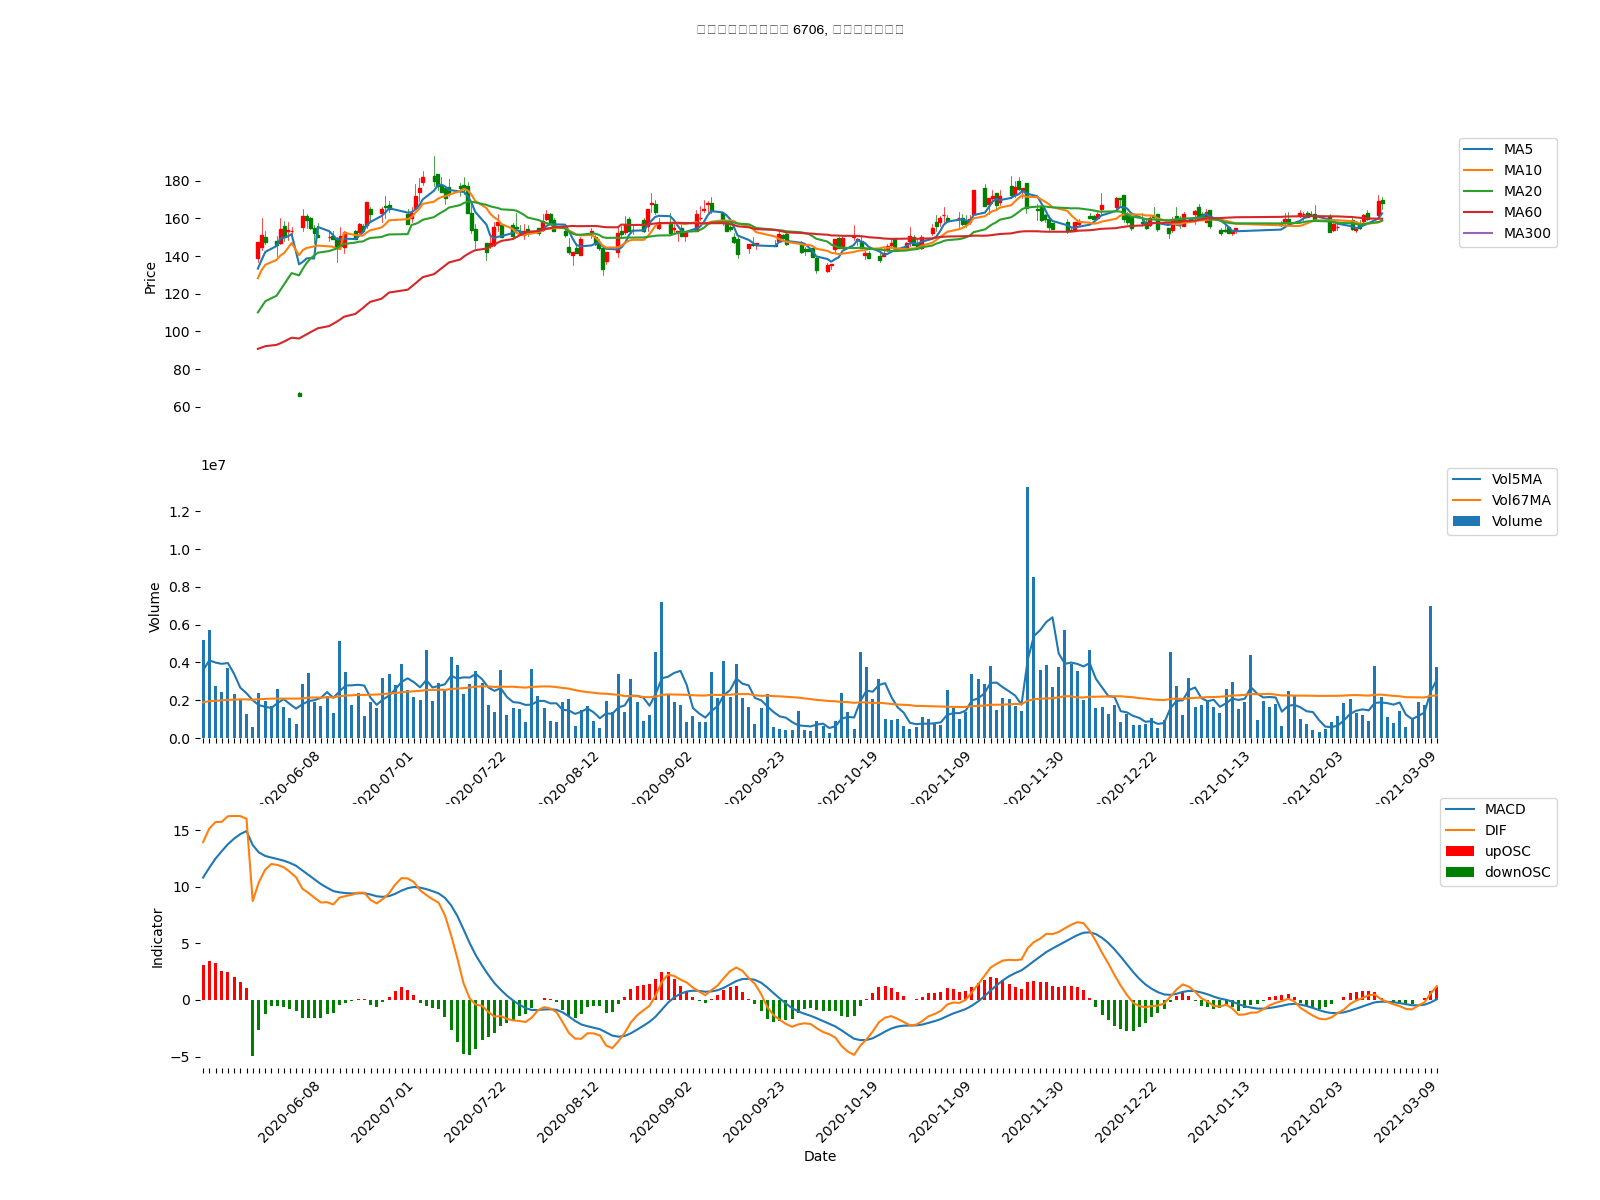 6706,
MA5
MA10
MA20
MA60
MA300
Price
180
160
140
120
100
80
60
1e7
Vol5MA
Vol67MA
Volume
Volume
1.2
1.0
0.8
0.6
0.4
0.2
0.0
2020-06-08 2020-07-01 2020-07-22 2020-08-12 2020-09-02 2020-09-23 2020-10-19 2020-11-09 2020-11-30 2020-12-22 2021-01-13 2021-02-03 2021-03-09
MACD
DIF
upOSC
downOSC
Indicator
15
10
5
0
−5
2020-06-08 2020-07-01 2020-07-22 2020-08-12 2020-09-02 2020-09-23 2020-10-19 2020-11-09 2020-11-30 2020-12-22 2021-01-13 2021-02-03 2021-03-09
Date